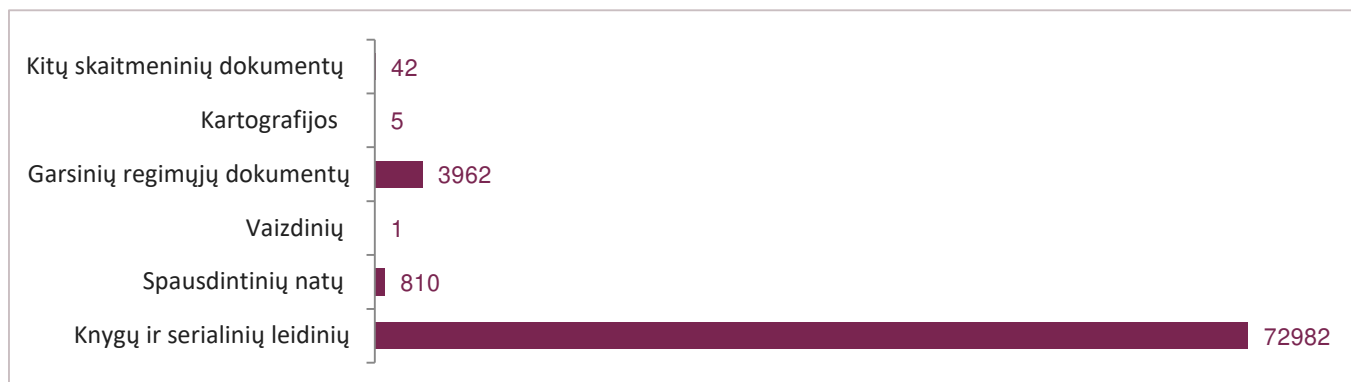 Kitų skaitmeninių dokumentų 42
Kartografijos 5
Garsinių regimųjų dokumentų 3962
Vaizdinių 1
Spausdintinių natų 810
Knygų ir serialinių leidinių 72982